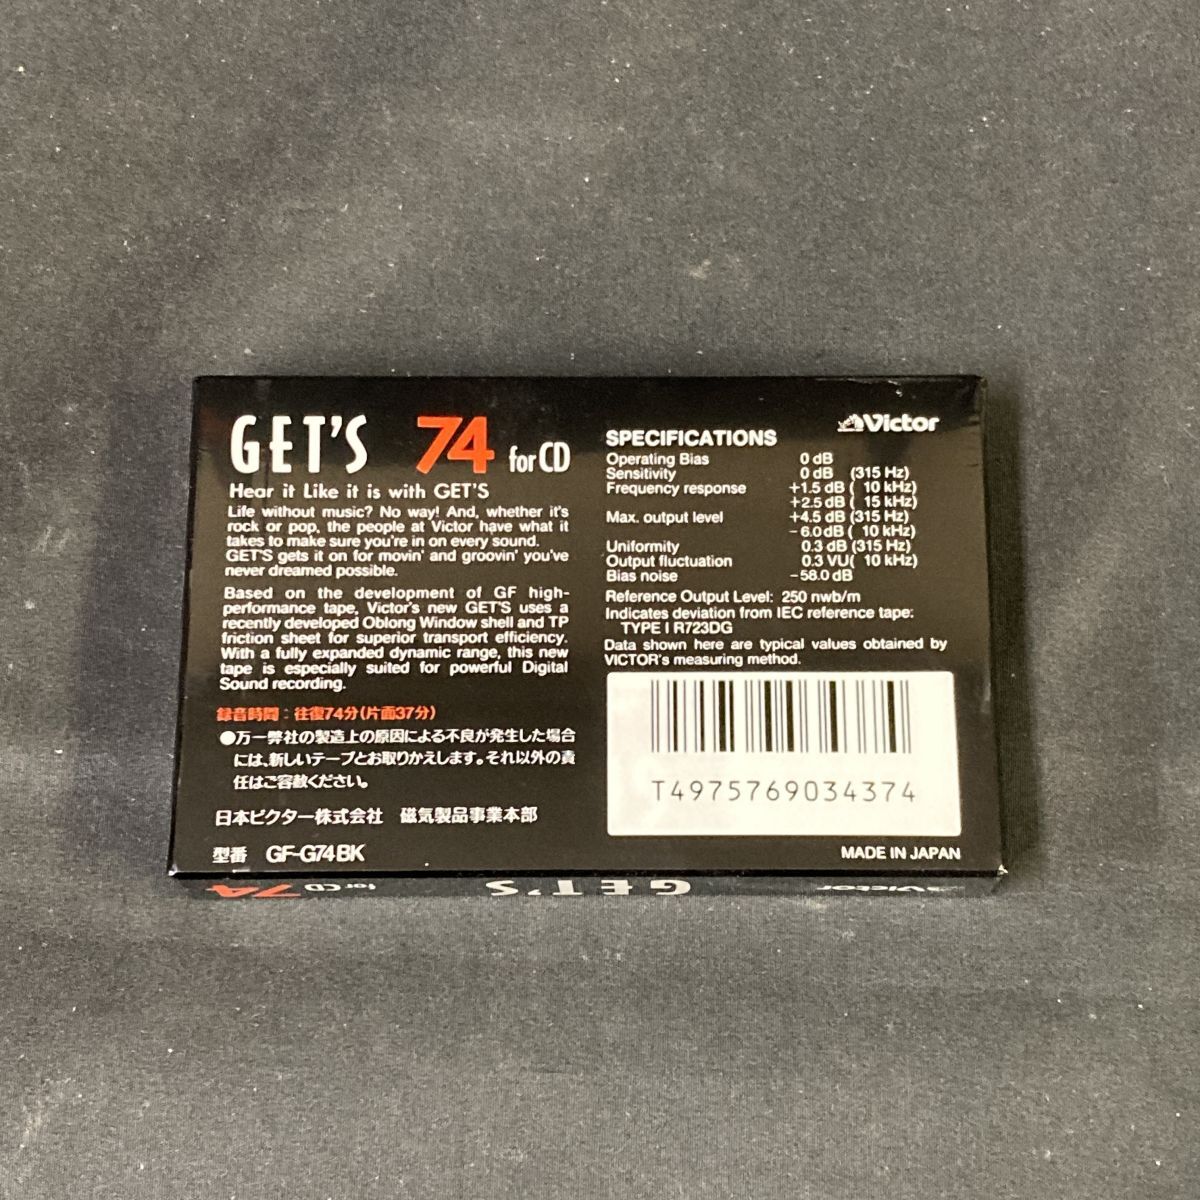 GET'S 74 for CD
Hear it Like it is with GET'S
Life without music? No way! And, whether it's
rock or pop, the people at Victor have what it
takes to make sure you're in on every sound.
GET'S gets it on for movin' and groovin' you've
never dreamed possible.
Based on the development of GF high-
performance tape, Victor's new GET'S uses a
recently developed Oblong Window shell and TP
friction sheet for superior transport efficiency.
With a fully expanded dynamic range, this new
tape is especially suited for powerful Digital
Sound recording.
録音時間：往復74分(片面37分)
●万一弊社の製造上の原因による不良が発生した場合
には、新しいテープとお取りかえします。それ以外の責
任はご容赦ください。
日本ビクター株式会社 磁気製品事業本部
型番 GF-G74BK
Victor
SPECIFICATIONS
Operating Bias 0 dB
Sensitivity 0 dB (315 Hz)
Frequency response +1.5 dB ( 10 kHz)
+2.5 dB ( 15 kHz)
Max. output level +4.5 dB (315 Hz)
-6.0 dB ( 10 kHz)
Uniformity 0.3 dB (315 Hz)
Output fluctuation 0.3 VU( 10 kHz)
Bias noise -58.0 dB
Reference Output Level: 250 nwb/m
Indicates deviation from IEC reference tape:
TYPE I R723DG
Data shown here are typical values obtained by
VICTOR's measuring method.
T4975769034374
MADE IN JAPAN
Victor GET'S 74 for CD